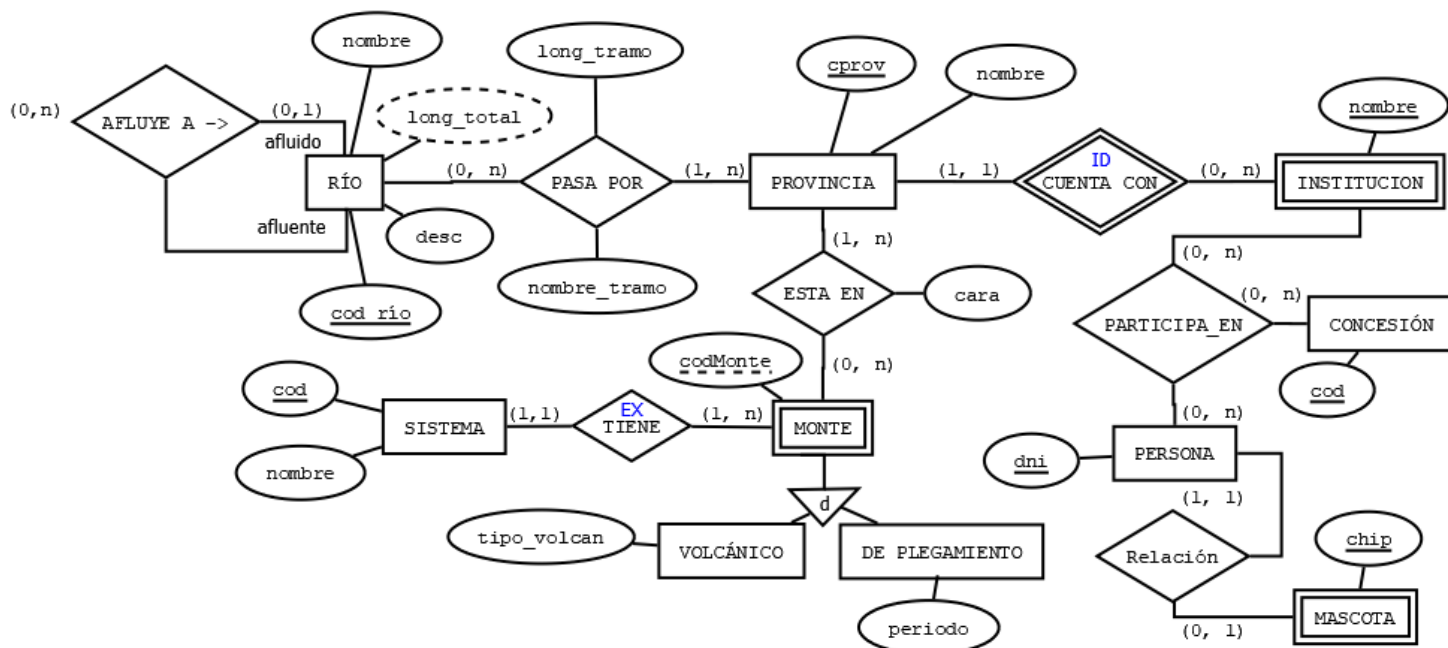 nombre
long_tramo
cprov
nombre
nombre
(0,n)
AFLUYE A ->
(0,1)
afluido
long_total
RÍO
(0, n)
PASA POR
(1, n)
PROVINCIA
(1, 1)
ID
CUENTA CON
(0, n)
INSTITUCION
afluente
desc
nombre_tramo
cod río
(1, n)
ESTA EN
cara
(0, n)
(0, n)
PARTICIPA_EN
(0, n)
CONCESIÓN
cod
codMonte
cod
SISTEMA
(1,1)
EX
TIENE
(1, n)
MONTE
nombre
(0, n)
dni
PERSONA
d
(1, 1)
tipo_volcan
VOLCÁNICO
DE PLEGAMIENTO
Relación
chip
periodo
(0, 1)
MASCOTA